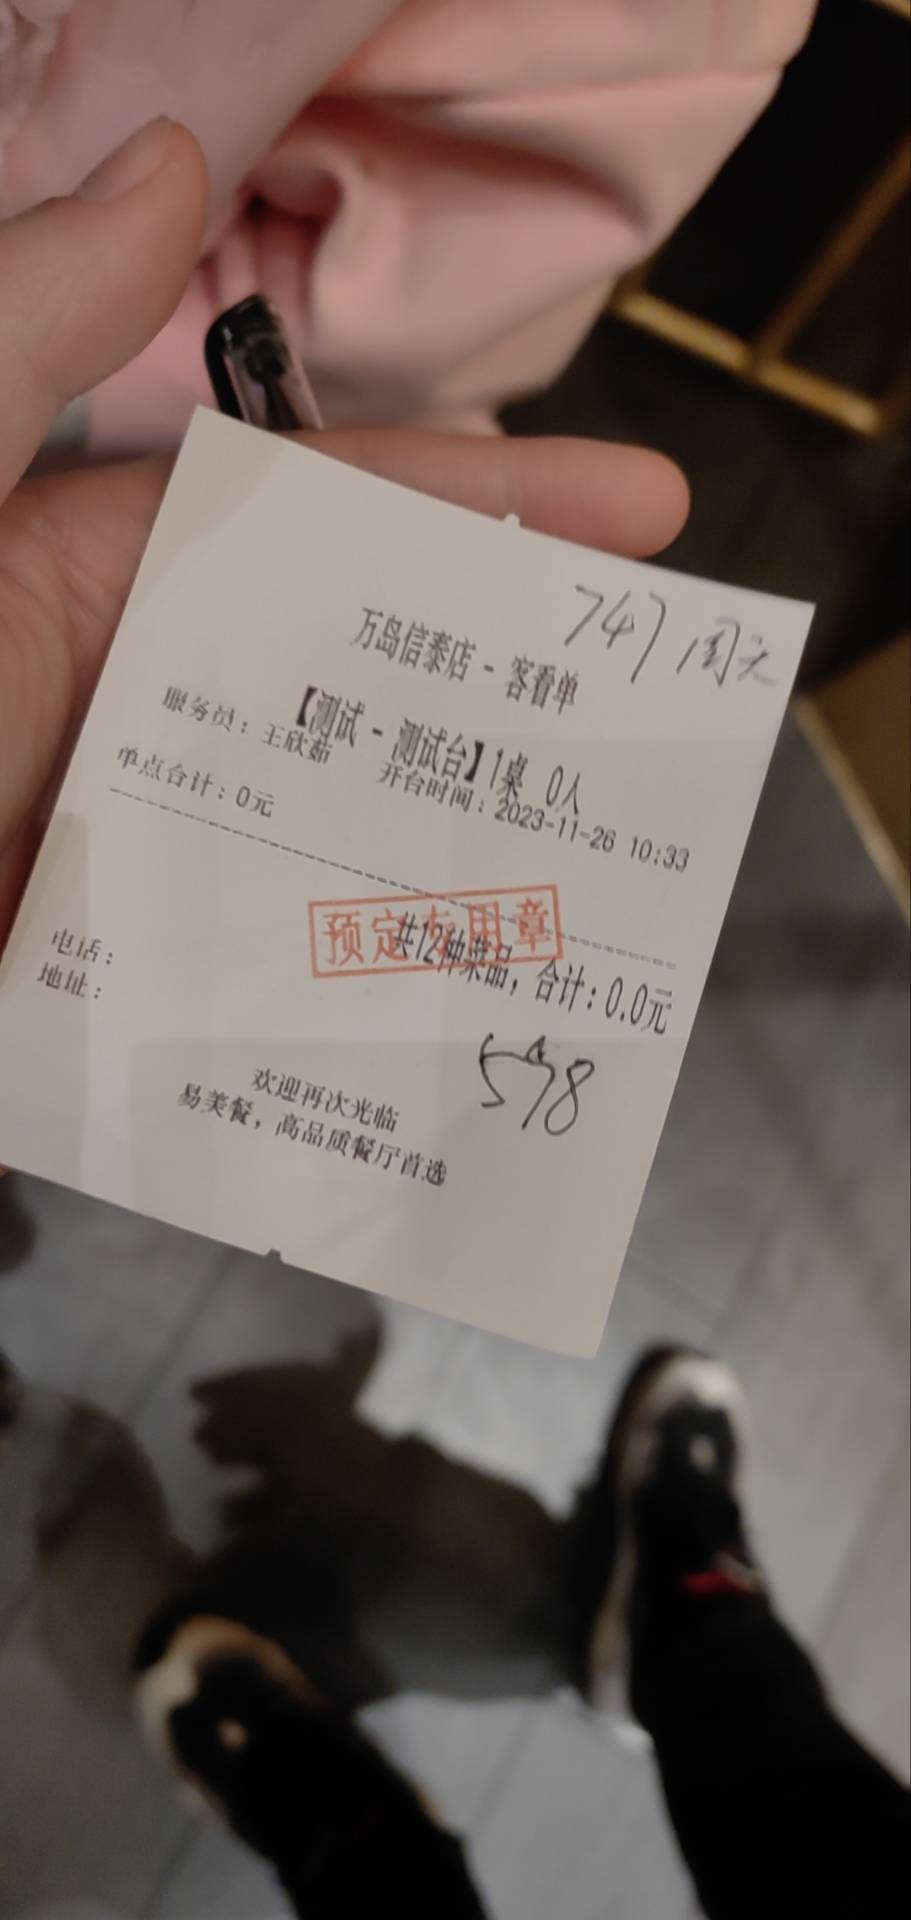 747 周天
万岛信泰店 - 客看单
【测试 - 测试台】1桌 0人
服务员：王欣茹 开台时间：2023-11-26 10:33
单点合计：0元
预定专用章
共12种菜品，合计：0.0元
电话：
地址：
598
欢迎再次光临
易美餐，高品质餐厅首选